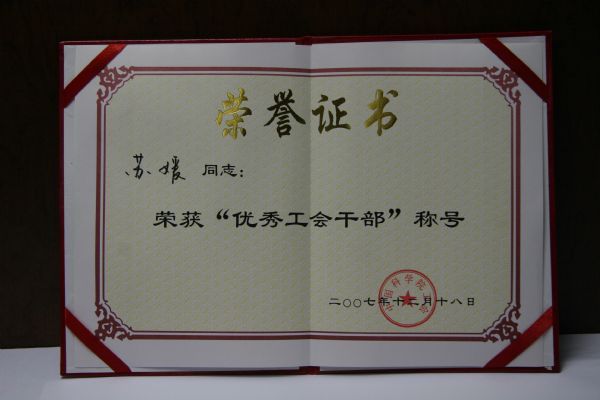 荣誉证书
苏媛 同志：
荣获“优秀工会干部”称号
二〇〇七年十二月十八日